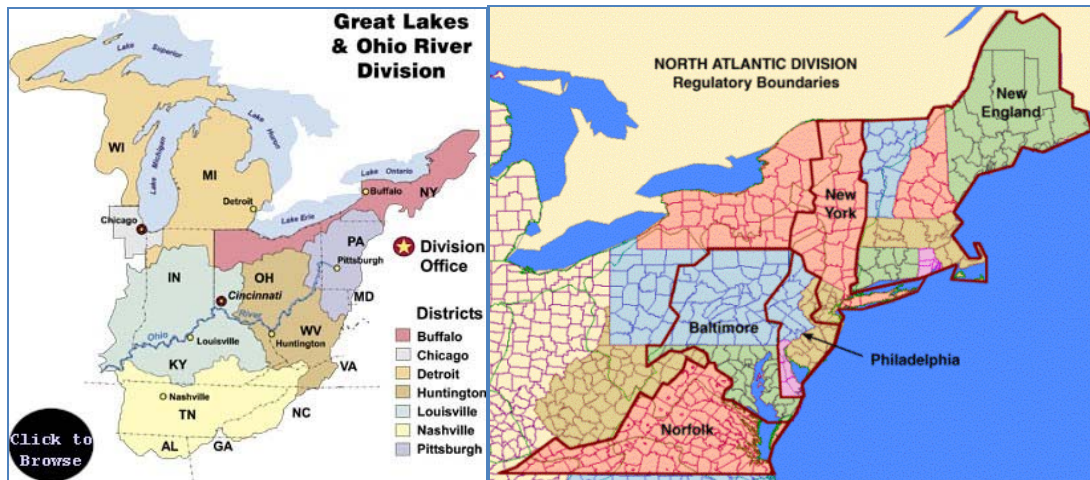 Great Lakes
& Ohio River
Division
Lake Superior
WI
Lake Michigan
Lake Huron
MI
Lake Ontario
Buffalo
NY
Detroit
Lake Erie
Chicago
PA
Division
Office
Pittsburgh
IN
OH
Cincinnati
MD
Districts
Ohio
River
WV
Buffalo
Louisville
Huntington
Chicago
KY
VA
Detroit
Huntington
Nashville
Louisville
TN
NC
Nashville
AL
GA
Pittsburgh
Click to
Browse
NORTH ATLANTIC DIVISION
Regulatory Boundaries
New
England
New
York
Baltimore
Philadelphia
Norfolk